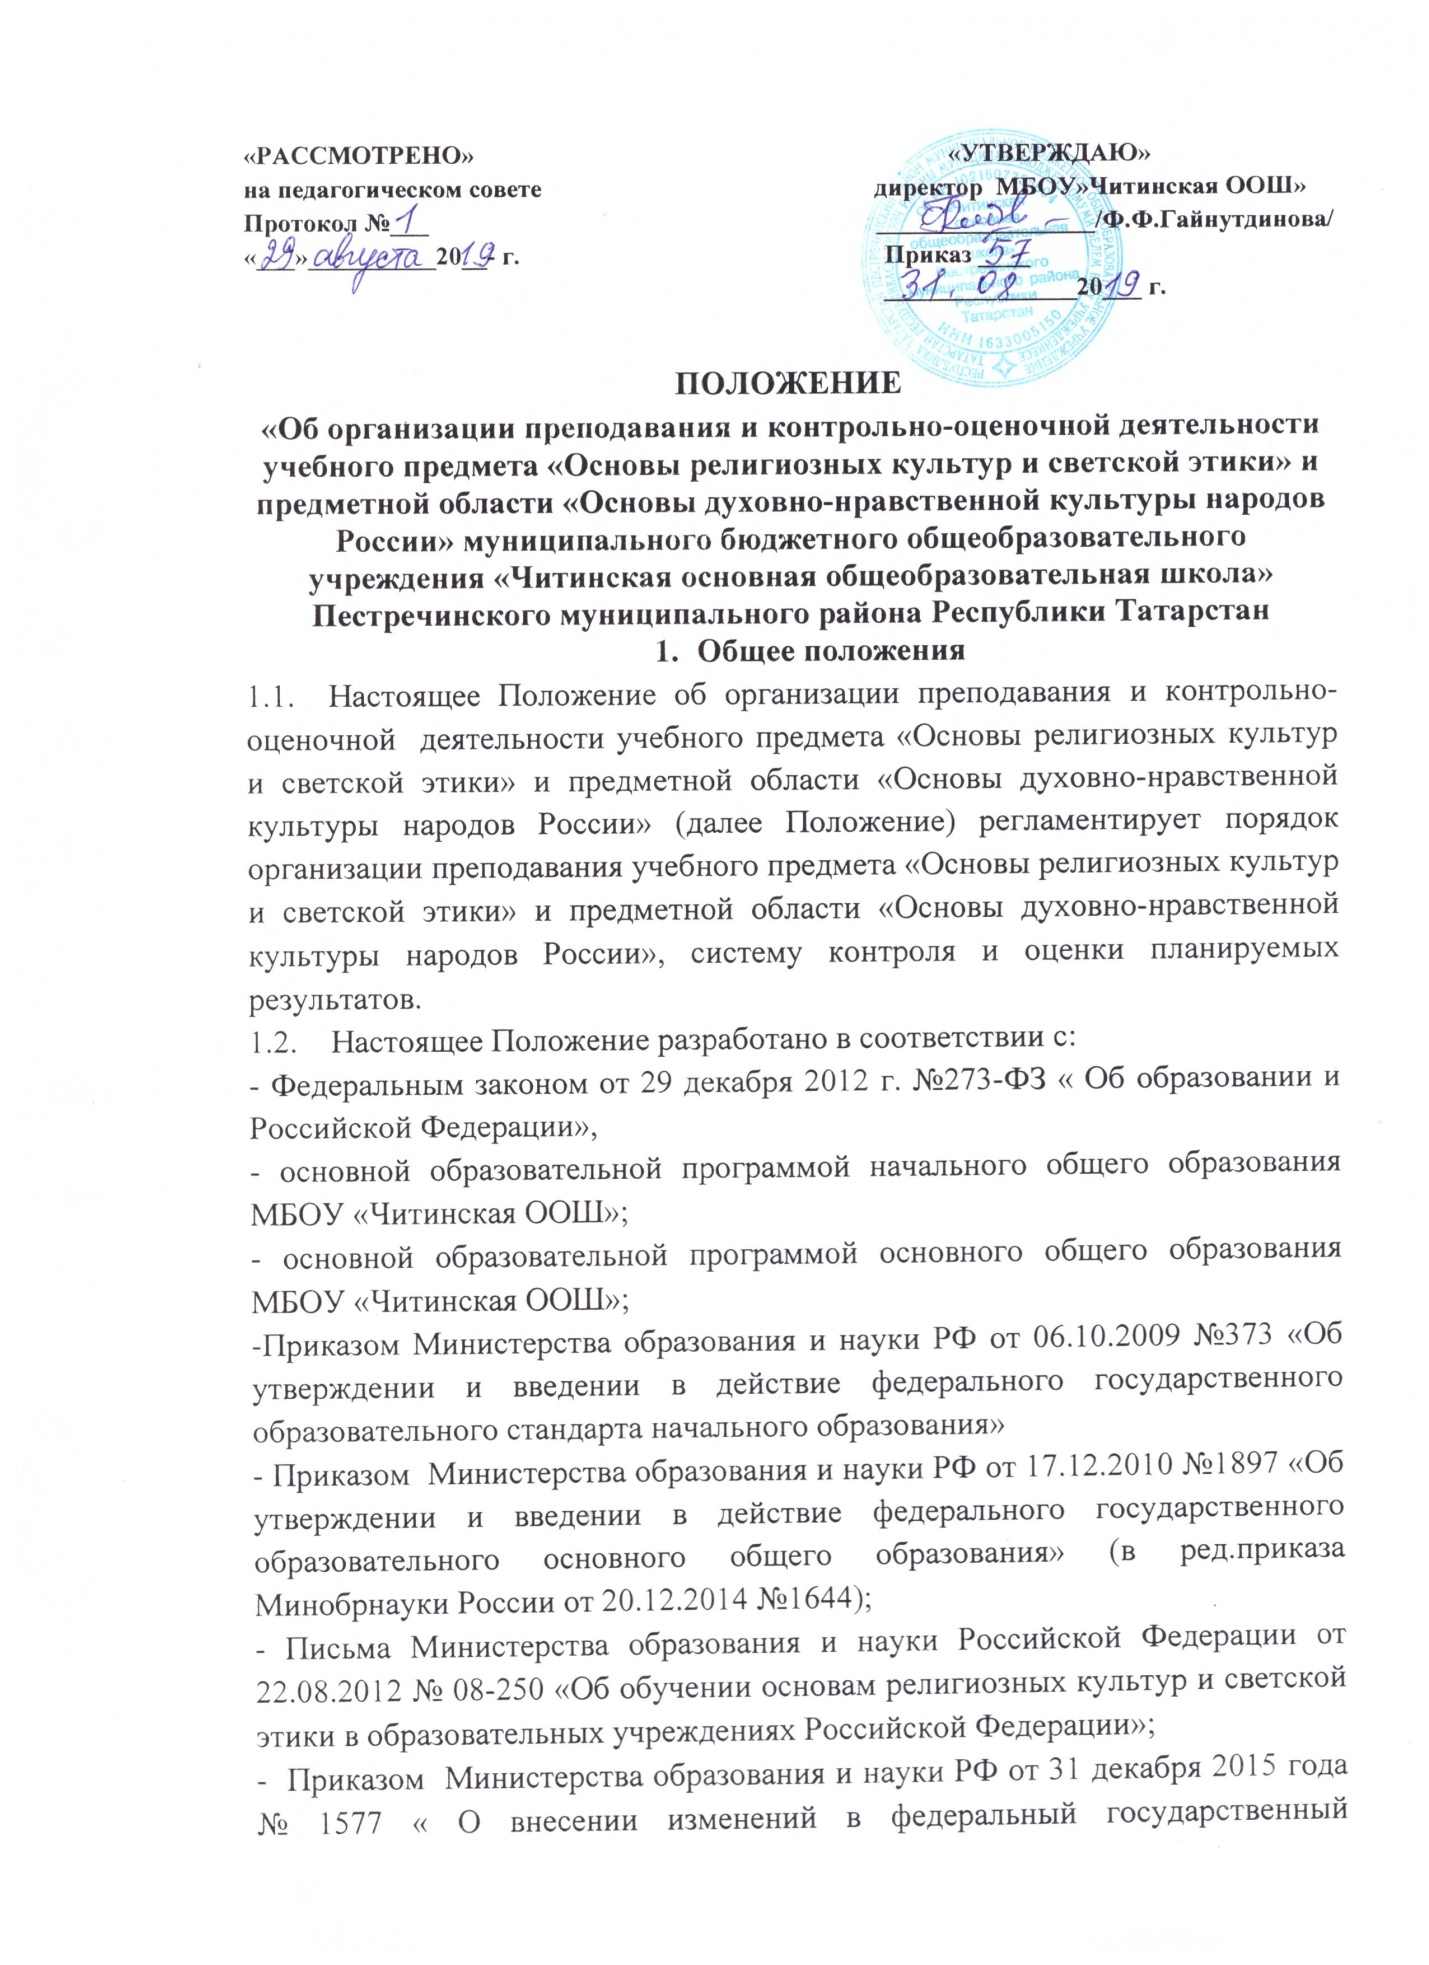 «РАССМОТРЕНО»
на педагогическом совете
Протокол № 1
«29» августа 2019 г.
«УТВЕРЖДАЮ»
директор МБОУ»Читинская ООШ»
/Ф.Ф.Гайнутдинова/
Приказ 57
31. 08 2019 г.
Читинская
общеобразовательная
муниципального района
Республики
Татарстан
ИНН 1633005150
ПОЛОЖЕНИЕ
«Об организации преподавания и контрольно-оценочной деятельности
учебного предмета «Основы религиозных культур и светской этики» и
предметной области «Основы духовно-нравственной культуры народов
России» муниципального бюджетного общеобразовательного
учреждения «Читинская основная общеобразовательная школа»
Пестречинского муниципального района Республики Татарстан
1. Общее положения
1.1. Настоящее Положение об организации преподавания и контрольно-
оценочной деятельности учебного предмета «Основы религиозных культур
и светской этики» и предметной области «Основы духовно-нравственной
культуры народов России» (далее Положение) регламентирует порядок
организации преподавания учебного предмета «Основы религиозных культур
и светской этики» и предметной области «Основы духовно-нравственной
культуры народов России», систему контроля и оценки планируемых
результатов.
1.2. Настоящее Положение разработано в соответствии с:
- Федеральным законом от 29 декабря 2012 г. №273-ФЗ « Об образовании и
Российской Федерации»,
- основной образовательной программой начального общего образования
МБОУ «Читинская ООШ»;
- основной образовательной программой основного общего образования
МБОУ «Читинская ООШ»;
-Приказом Министерства образования и науки РФ от 06.10.2009 №373 «Об
утверждении и введении в действие федерального государственного
образовательного стандарта начального образования»
- Приказом Министерства образования и науки РФ от 17.12.2010 №1897 «Об
утверждении и введении в действие федерального государственного
образовательного основного общего образования» (в ред.приказа
Минобрнауки России от 20.12.2014 №1644);
- Письма Министерства образования и науки Российской Федерации от
22.08.2012 № 08-250 «Об обучении основам религиозных культур и светской
этики в образовательных учреждениях Российской Федерации»;
- Приказом Министерства образования и науки РФ от 31 декабря 2015 года
№ 1577 « О внесении изменений в федеральный государственный